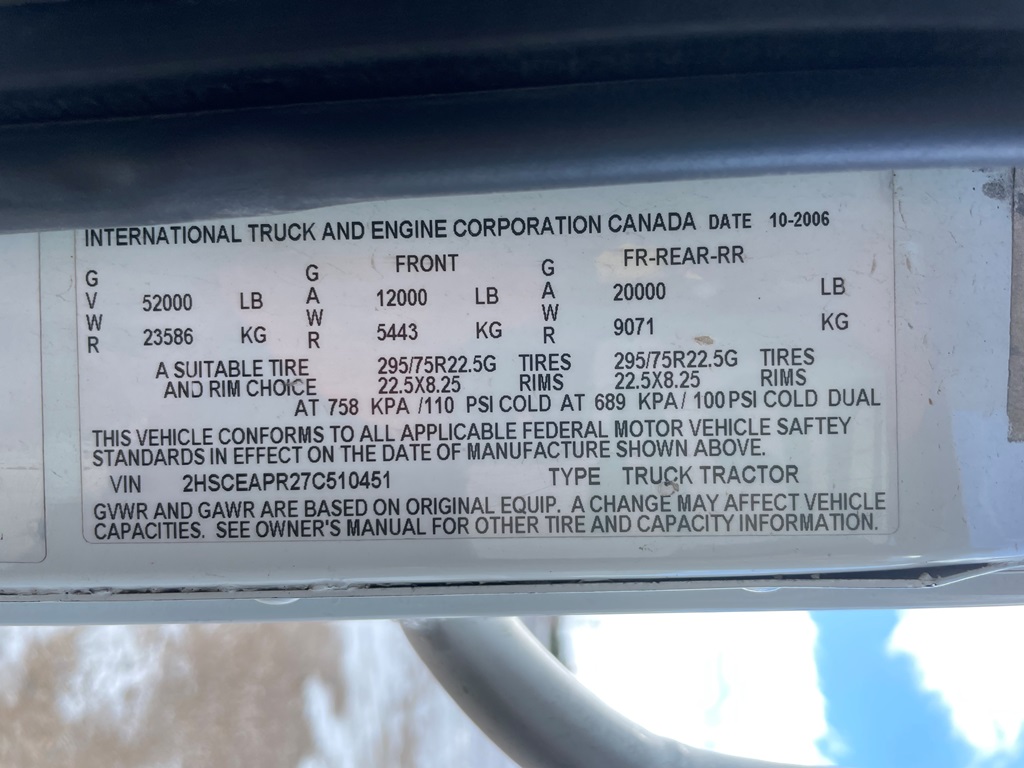 INTERNATIONAL TRUCK AND ENGINE CORPORATION CANADA DATE 10-2006
GVWR 52000 LB GAWR FRONT 12000 LB GAWR FR-REAR-RR 20000 LB
23586 KG 5443 KG 9071 KG
A SUITABLE TIRE 295/75R22.5G TIRES 295/75R22.5G TIRES
AND RIM CHOICE 22.5X8.25 RIMS 22.5X8.25 RIMS
AT 758 KPA /110 PSI COLD AT 689 KPA / 100 PSI COLD DUAL
THIS VEHICLE CONFORMS TO ALL APPLICABLE FEDERAL MOTOR VEHICLE SAFTEY
STANDARDS IN EFFECT ON THE DATE OF MANUFACTURE SHOWN ABOVE.
VIN 2HSCEAPR27C510451 TYPE TRUCK TRACTOR
GVWR AND GAWR ARE BASED ON ORIGINAL EQUIP. A CHANGE MAY AFFECT VEHICLE
CAPACITIES. SEE OWNER'S MANUAL FOR OTHER TIRE AND CAPACITY INFORMATION.